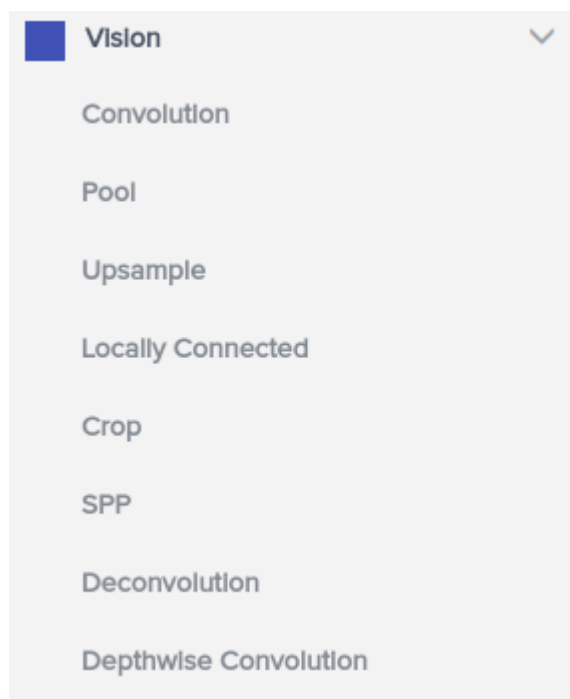 Vision
Convolution
Pool
Upsample
Locally Connected
Crop
SPP
Deconvolution
Depthwise Convolution